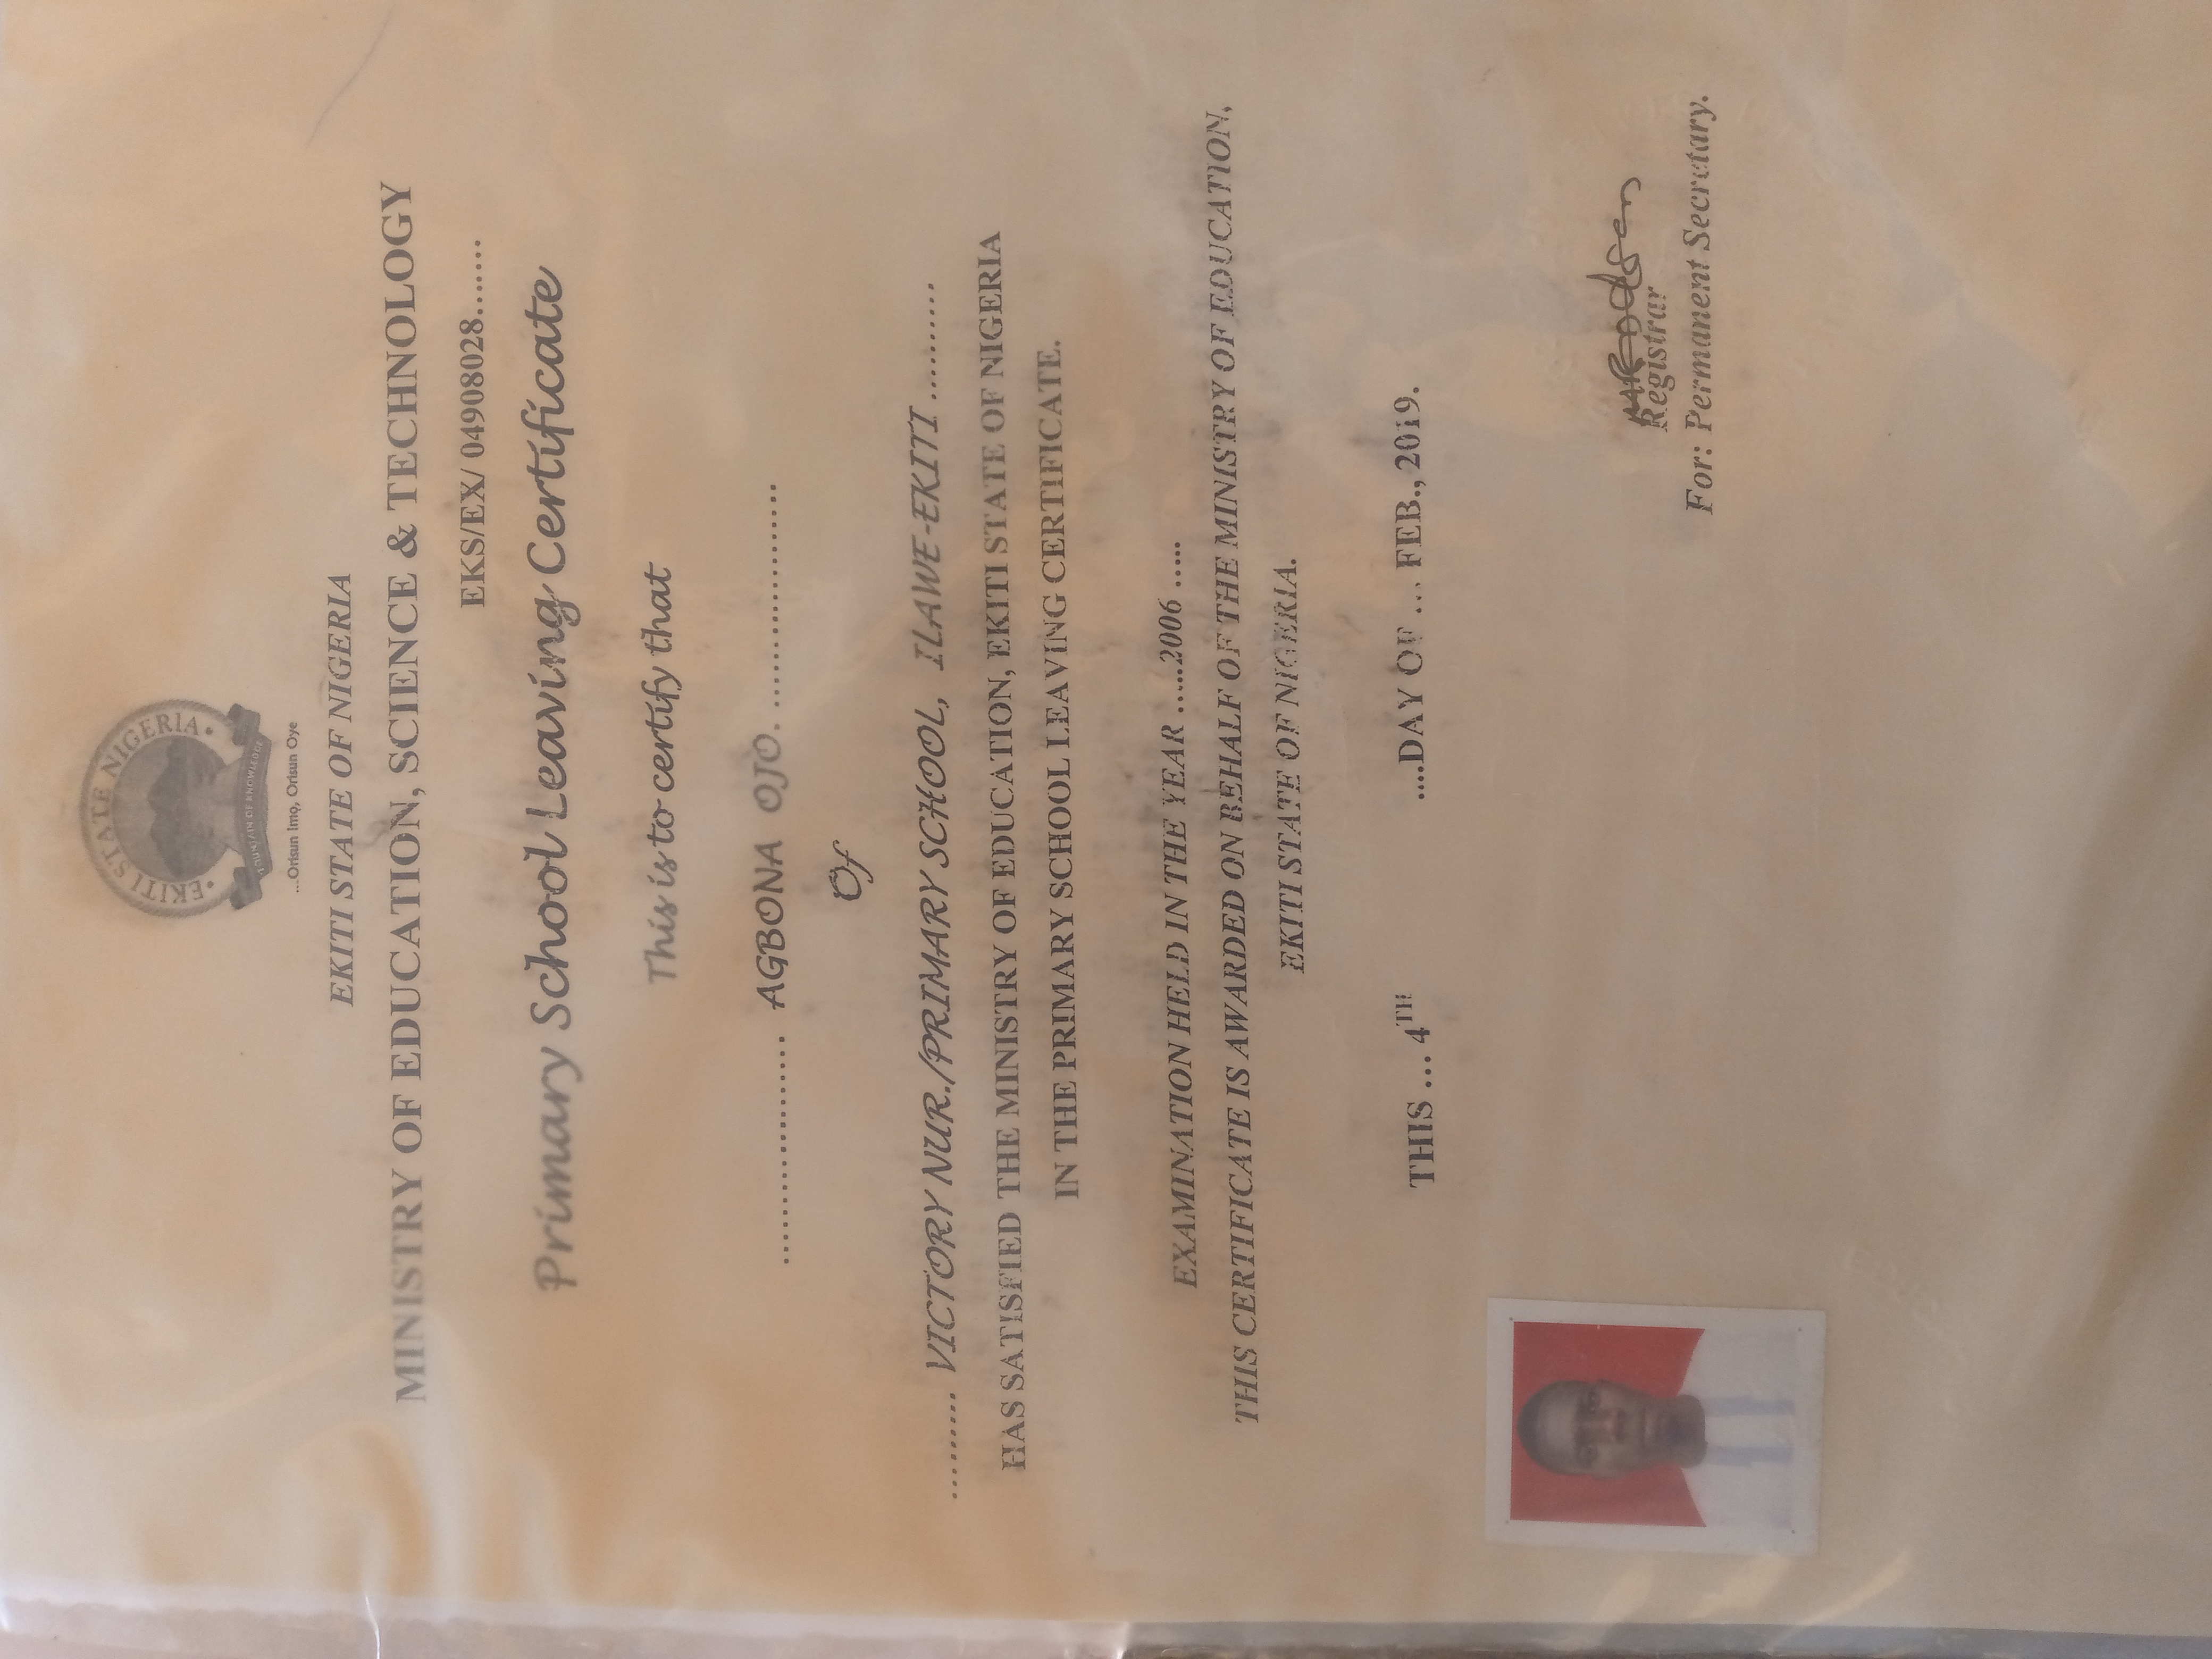 EKITI STATE NIGERIA
FOUNTAIN OF KNOWLEDGE
...Orisun Imo, Orisun Oye
EKITI STATE OF NIGERIA
MINISTRY OF EDUCATION, SCIENCE & TECHNOLOGY
EKS/EX/ 04908028.......
Primary School Leaving Certificate
This is to certify that
.................... AGBONA OJO. ....................
Of
.......... VICTORY NUR./PRIMARY SCHOOL, ILAWE-EKITI ..........
HAS SATISFIED THE MINISTRY OF EDUCATION, EKITI STATE OF NIGERIA
IN THE PRIMARY SCHOOL LEAVING CERTIFICATE.
EXAMINATION HELD IN THE YEAR .....2006 .....
THIS CERTIFICATE IS AWARDED ON BEHALF OF THE MINISTRY OF EDUCATION,
EKITI STATE OF NIGERIA.
THIS ... 4TH ....DAY OF ... FEB., 2019.
Registrar
For: Permanent Secretary.